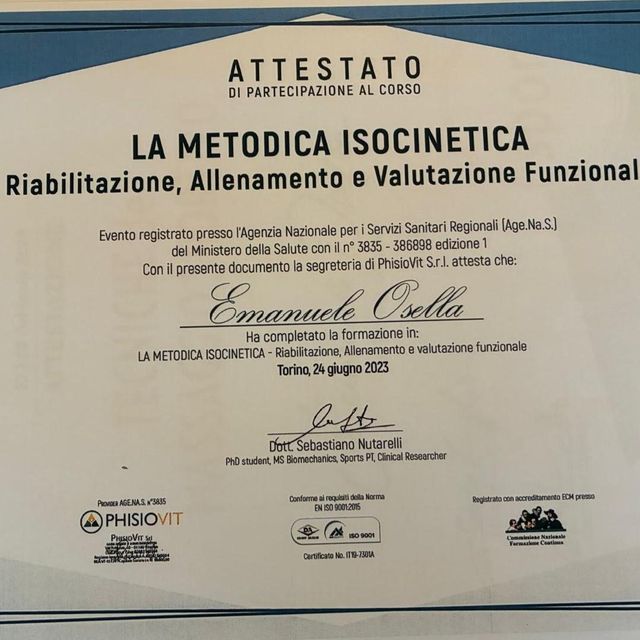 ATTESTATO
DI PARTECIPAZIONE AL CORSO
LA METODICA ISOCINETICA
Riabilitazione, Allenamento e Valutazione Funzional
Evento registrato presso l'Agenzia Nazionale per i Servizi Sanitari Regionali (Age.Na.S.)
del Ministero della Salute con il n° 3835 - 386898 edizione 1
Con il presente documento la segreteria di PhisioVit S.r.l. attesta che:
Emanuele Osella
Ha completato la formazione in:
LA METODICA ISOCINETICA - Riabilitazione, Allenamento e valutazione funzionale
Torino, 24 giugno 2023
Dott. Sebastiano Nutarelli
PhD student, MS Biomechanics, Sports PT, Clinical Researcher
Provider AGE.NA.S. n°3835
PHISIOVIT
PhisioVit Srl
Conforme ai requisiti della Norma
EN ISO 9001:2015
ISO 9001
Certificato No. IT19-7301A
Registrato con accreditamento ECM presso
Commissione Nazionale
Formazione Continua